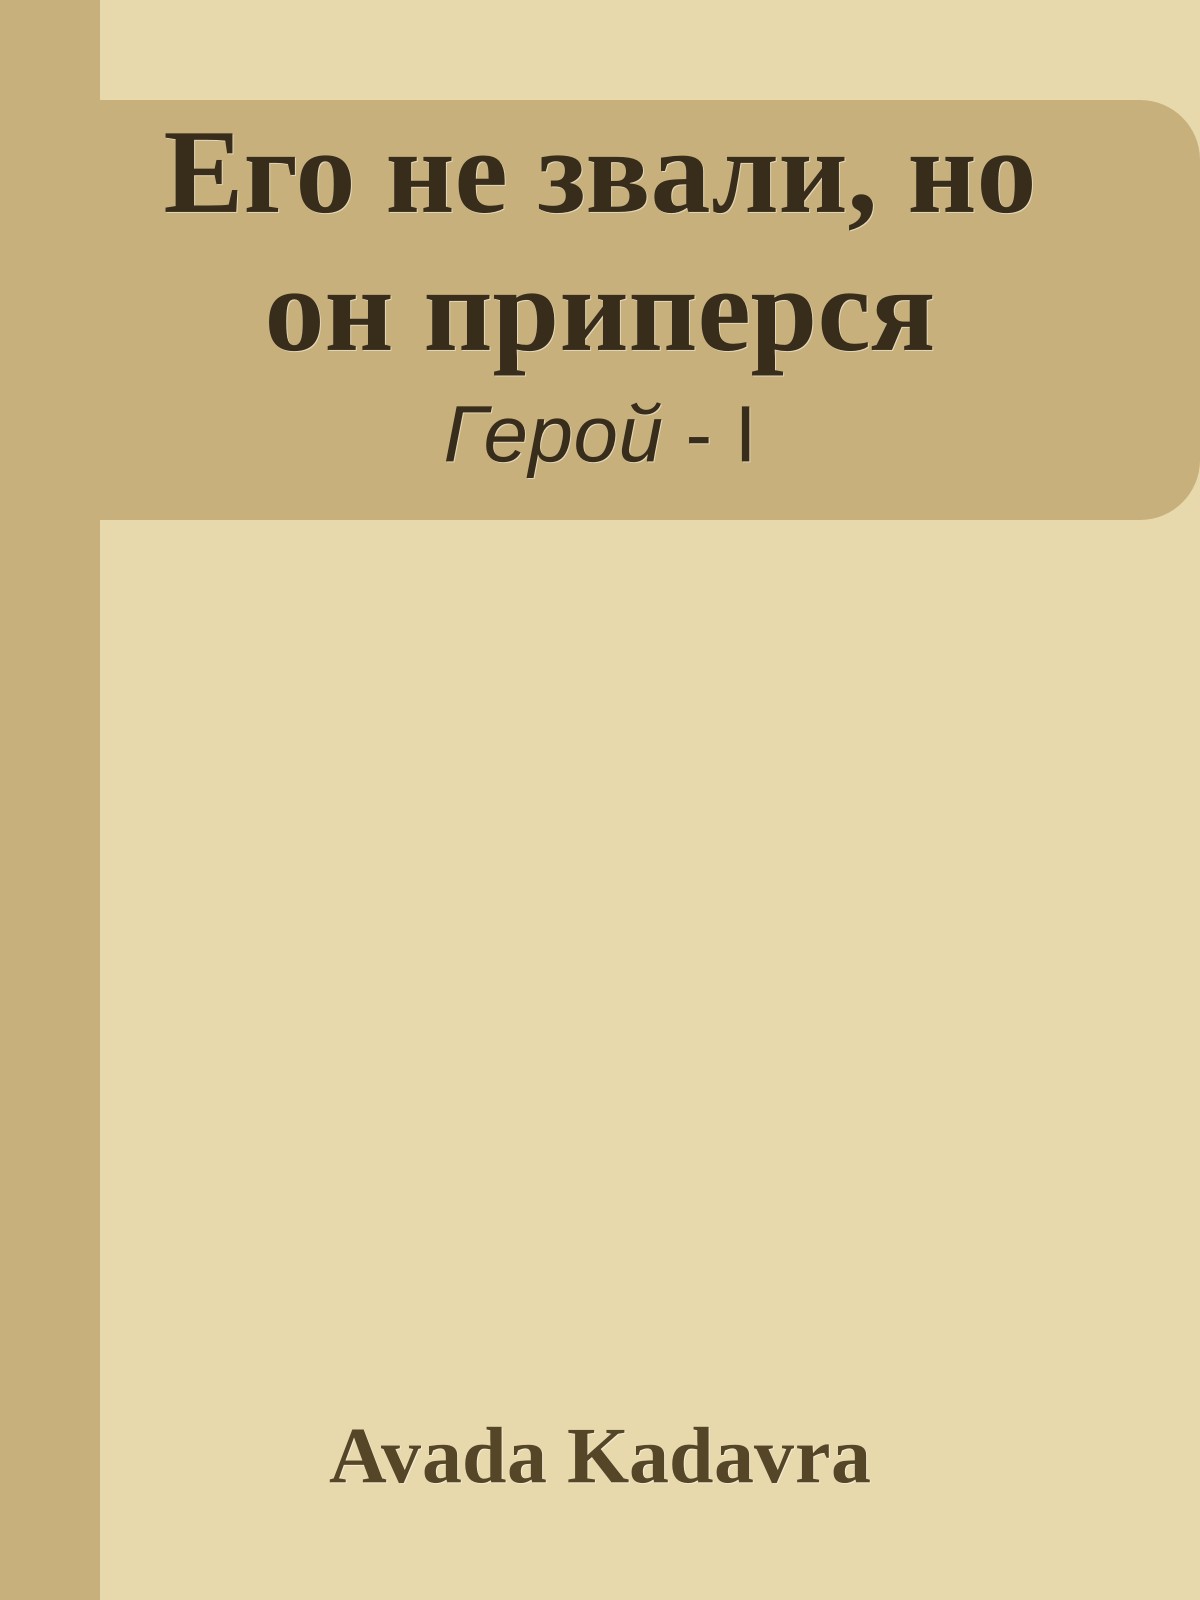 Его не звали, но
он приперся
Герой - I
Avada Kadavra